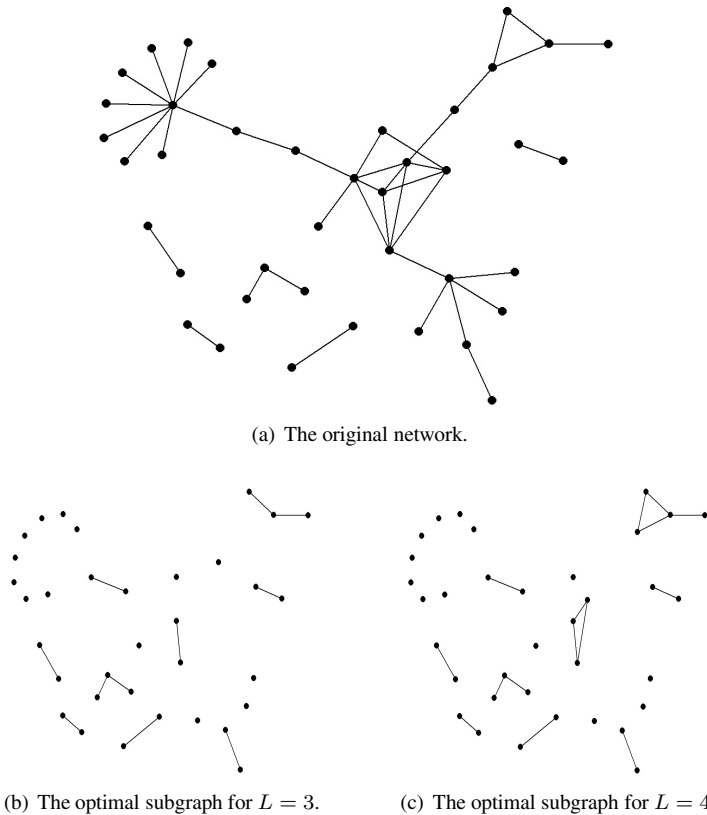 (a) The original network.
(b) The optimal subgraph for L = 3.
(c) The optimal subgraph for L = 4